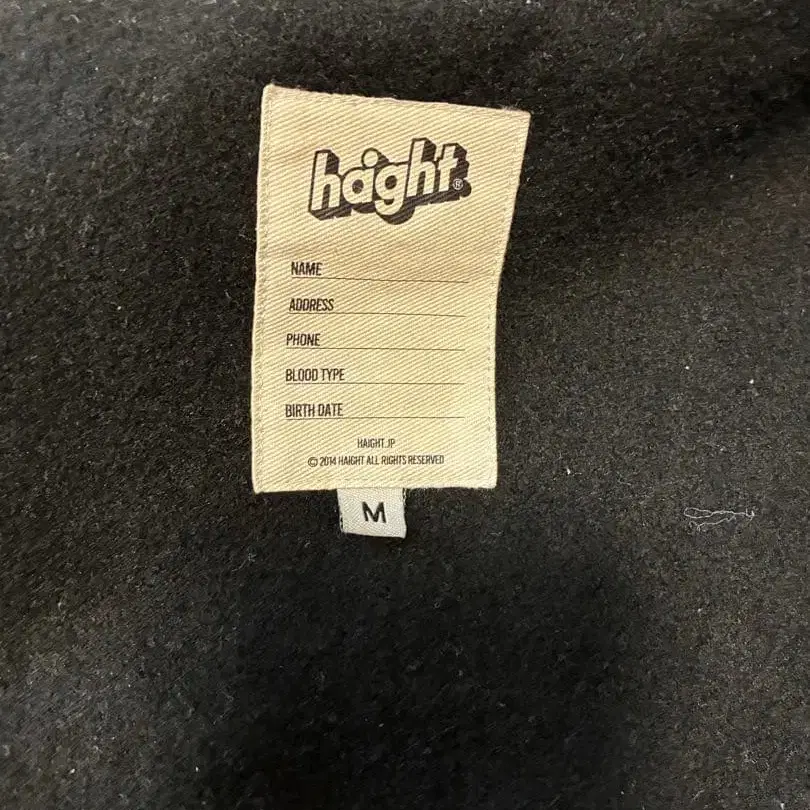 haight®
NAME
ADDRESS
PHONE
BLOOD TYPE
BIRTH DATE
HAIGHT.JP
© 2014 HAIGHT ALL RIGHTS RESERVED
M